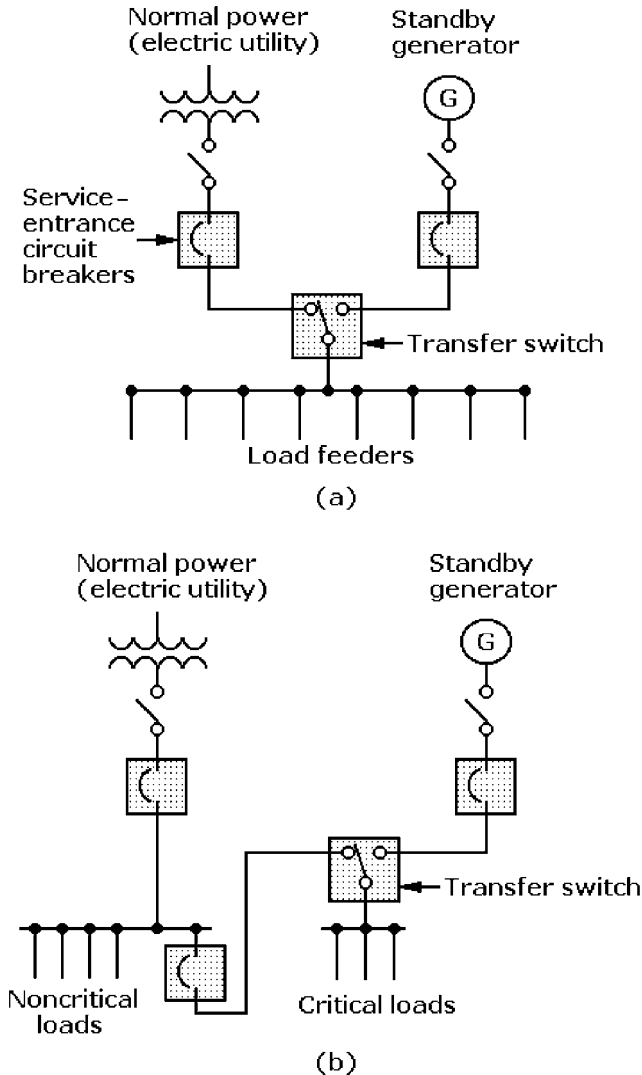 Normal power
(electric utility)
Standby
generator
G
Service-
entrance
circuit
breakers
Transfer switch
Load feeders
(a)
Normal power
(electric utility)
Standby
generator
G
Transfer switch
Noncritical
loads
Critical loads
(b)